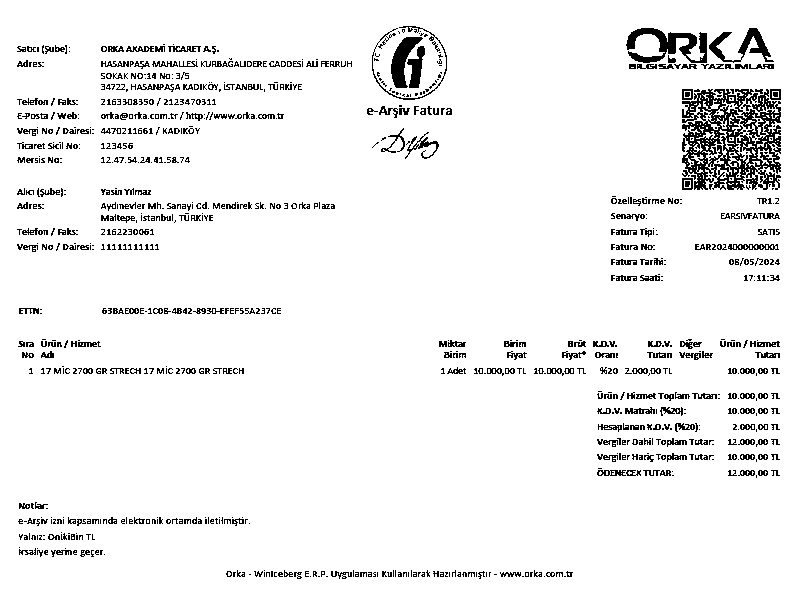 ORKA
BİLGİSAYAR YAZILIMLARI
Satıcı (Şube): ORKA AKADEMİ TİCARET A.Ş.
Adres: HASANPAŞA MAHALLESİ KURBAĞALIDERE CADDESİ ALİ FERRUH
SOKAK NO:14 No: 3/5
34722, HASANPAŞA KADIKÖY, İSTANBUL, TÜRKİYE
Telefon / Faks: 2163308350 / 2123470311
E-Posta / Web: orka@orka.com.tr / http://www.orka.com.tr
Vergi No / Dairesi: 4470211661 / KADIKÖY
Ticaret Sicil No: 123456
Mersis No: 12.47.54.24.41.58.74
e-Arşiv Fatura
Alıcı (Şube): Yasin Yılmaz
Adres: Aydınevler Mh. Sanayi Cd. Mendirek Sk. No 3 Orka Plaza
Maltepe, İstanbul, TÜRKİYE
Telefon / Faks: 2162230061
Vergi No / Dairesi: 11111111111
Özelleştirme No: TR1.2
Senaryo: EARSIVFATURA
Fatura Tipi: SATIS
Fatura No: EAR2024000000001
Fatura Tarihi: 08/05/2024
Fatura Saati: 17:11:34
ETTN: 63BAE00E-1C0B-4B42-8930-EFEF55A237CE
Sıra No Ürün / Hizmet Adı Miktar Birim Birim Fiyat Brüt Fiyat* K.D.V. Oranı K.D.V. Tutarı Diğer Vergiler Ürün / Hizmet Tutarı
1 17 MİC 2700 GR STRECH 17 MİC 2700 GR STRECH 1 Adet 10.000,00 TL 10.000,00 TL %20 2.000,00 TL 10.000,00 TL
Ürün / Hizmet Toplam Tutarı: 10.000,00 TL
K.D.V. Matrahı (%20): 10.000,00 TL
Hesaplanan K.D.V. (%20): 2.000,00 TL
Vergiler Dahil Toplam Tutar: 12.000,00 TL
Vergiler Hariç Toplam Tutar: 10.000,00 TL
ÖDENECEK TUTAR: 12.000,00 TL
Notlar:
e-Arşiv izni kapsamında elektronik ortamda iletilmiştir.
Yalnız: OnikiBin TL
İrsaliye yerine geçer.
Orka - WinIceberg E.R.P. Uygulaması Kullanılarak Hazırlanmıştır - www.orka.com.tr